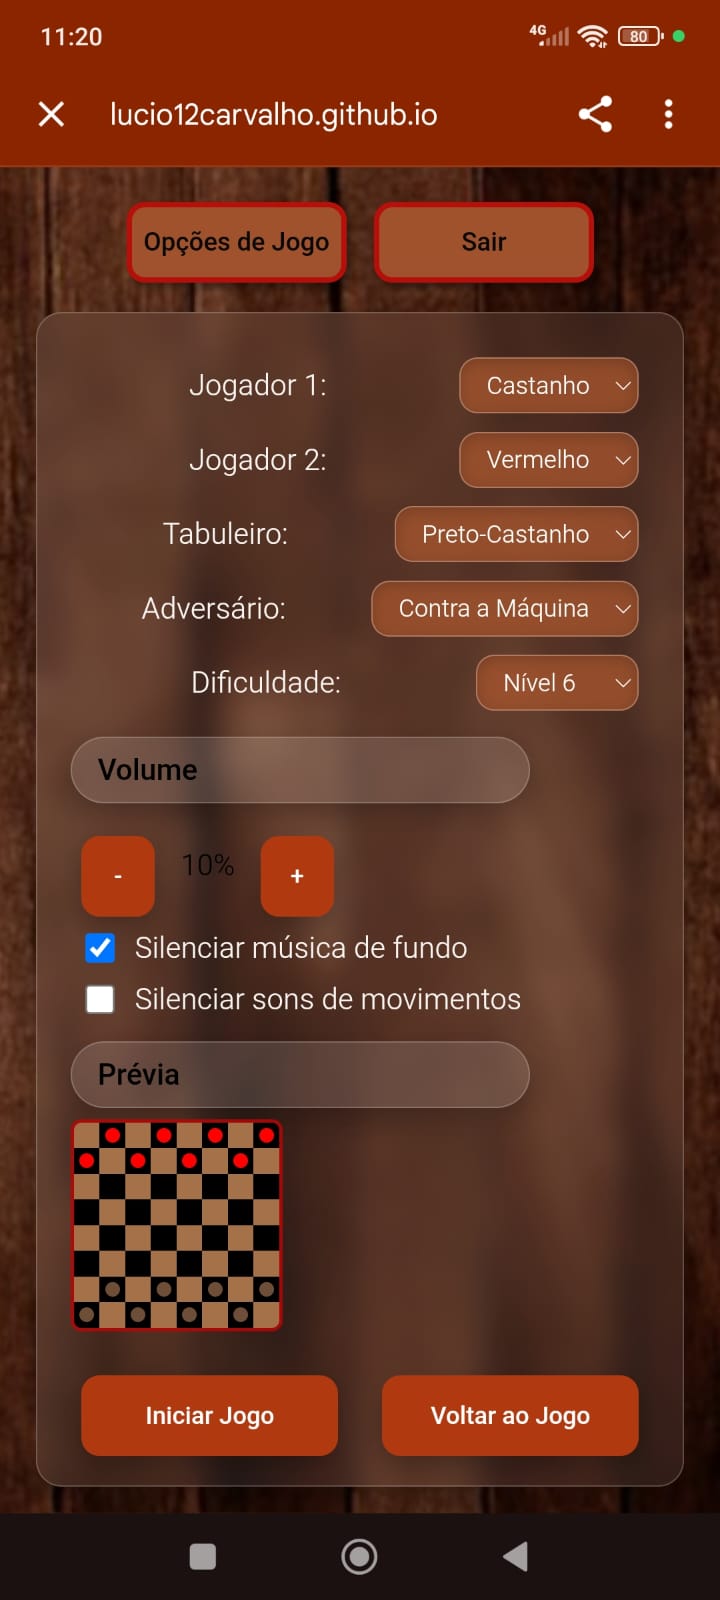 11:20
4G
80
lucio12carvalho.github.io
Opções de Jogo
Sair
Jogador 1:
Castanho
Jogador 2:
Vermelho
Tabuleiro:
Preto-Castanho
Adversário:
Contra a Máquina
Dificuldade:
Nível 6
Volume
- 10% +
Silenciar música de fundo
Silenciar sons de movimentos
Prévia
Iniciar Jogo
Voltar ao Jogo